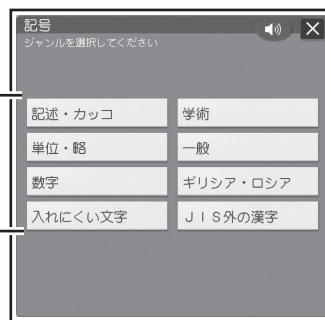 記号
ジャンルを選択してください
記述・カッコ
学術
単位・略
一般
数字
ギリシア・ロシア
入れにくい文字
ＪＩＳ外の漢字